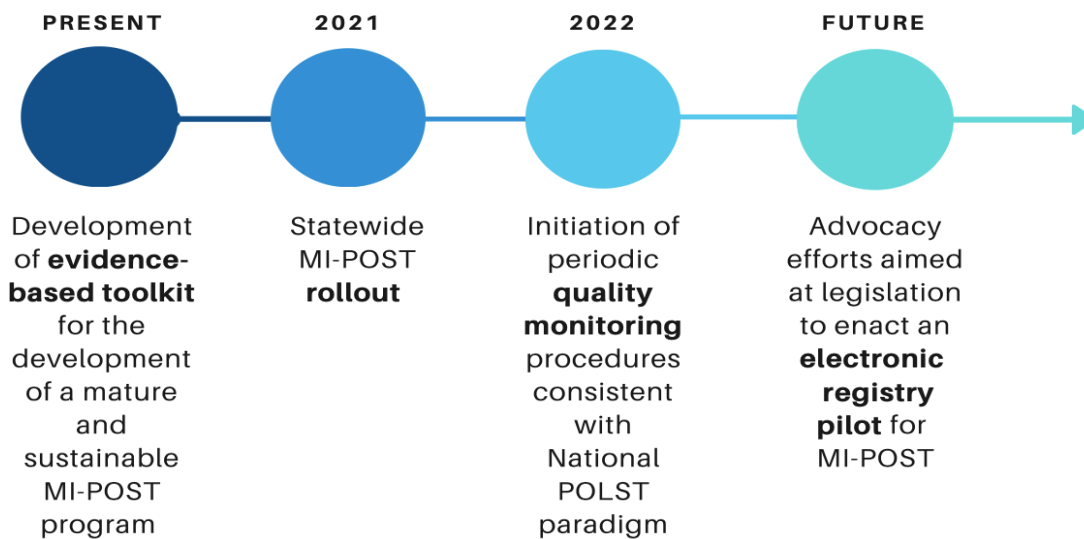 PRESENT
Development
of evidence-
based toolkit
for the
development
of a mature
and
sustainable
MI-POST
program
2021
Statewide
MI-POST
rollout
2022
Initiation of
periodic
quality
monitoring
procedures
consistent
with
National
POLST
paradigm
FUTURE
Advocacy
efforts aimed
at legislation
to enact an
electronic
registry
pilot for
MI-POST